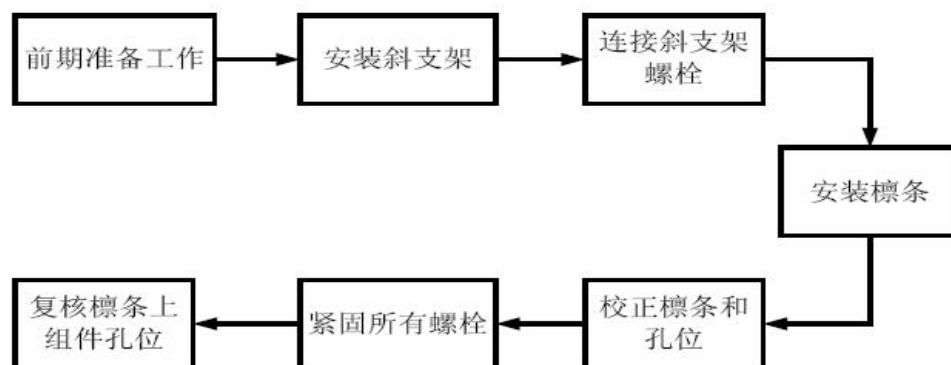 前期准备工作
安装斜支架
连接斜支架
螺栓
安装檩条
校正檩条和
孔位
紧固所有螺栓
复核檩条上
组件孔位